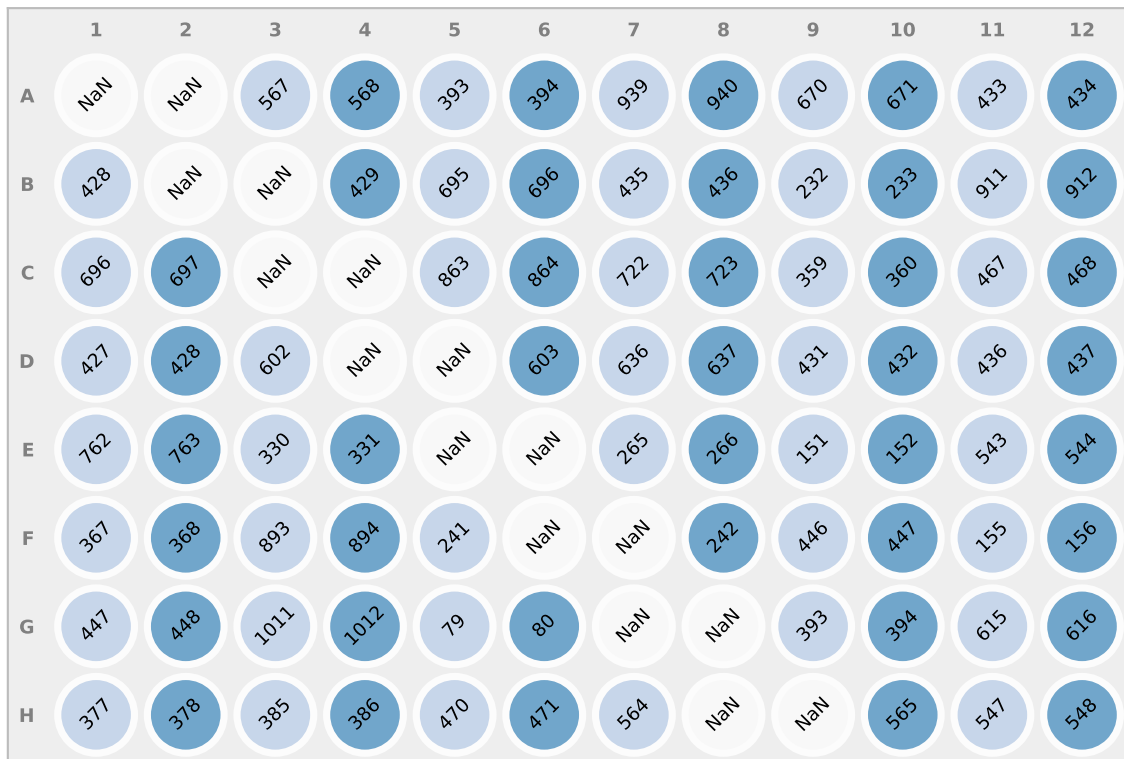 1 2 3 4 5 6 7 8 9 10 11 12
A NaN NaN 567 568 393 394 939 940 670 671 433 434
B 428 NaN NaN 429 695 696 435 436 232 233 911 912
C 696 697 NaN NaN 863 864 722 723 359 360 467 468
D 427 428 602 NaN NaN 603 636 637 431 432 436 437
E 762 763 330 331 NaN NaN 265 266 151 152 543 544
F 367 368 893 894 241 NaN NaN 242 446 447 155 156
G 447 448 1011 1012 79 80 NaN NaN 393 394 615 616
H 377 378 385 386 470 471 564 NaN NaN 565 547 548